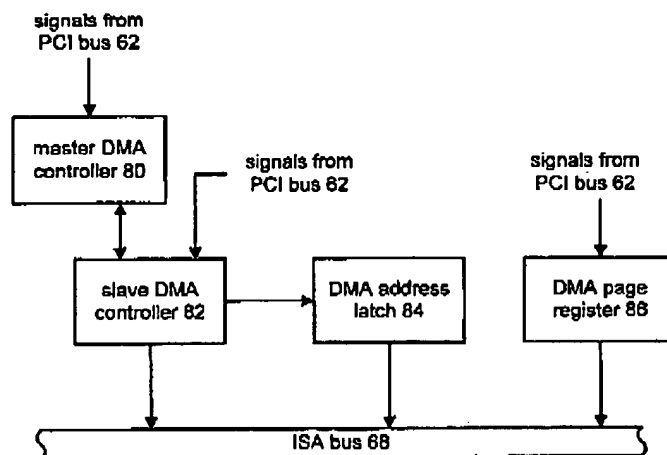 signals from
PCI bus 62
master DMA
controller 80
signals from
PCI bus 62
signals from
PCI bus 62
slave DMA
controller 82
DMA address
latch 84
DMA page
register 86
ISA bus 68